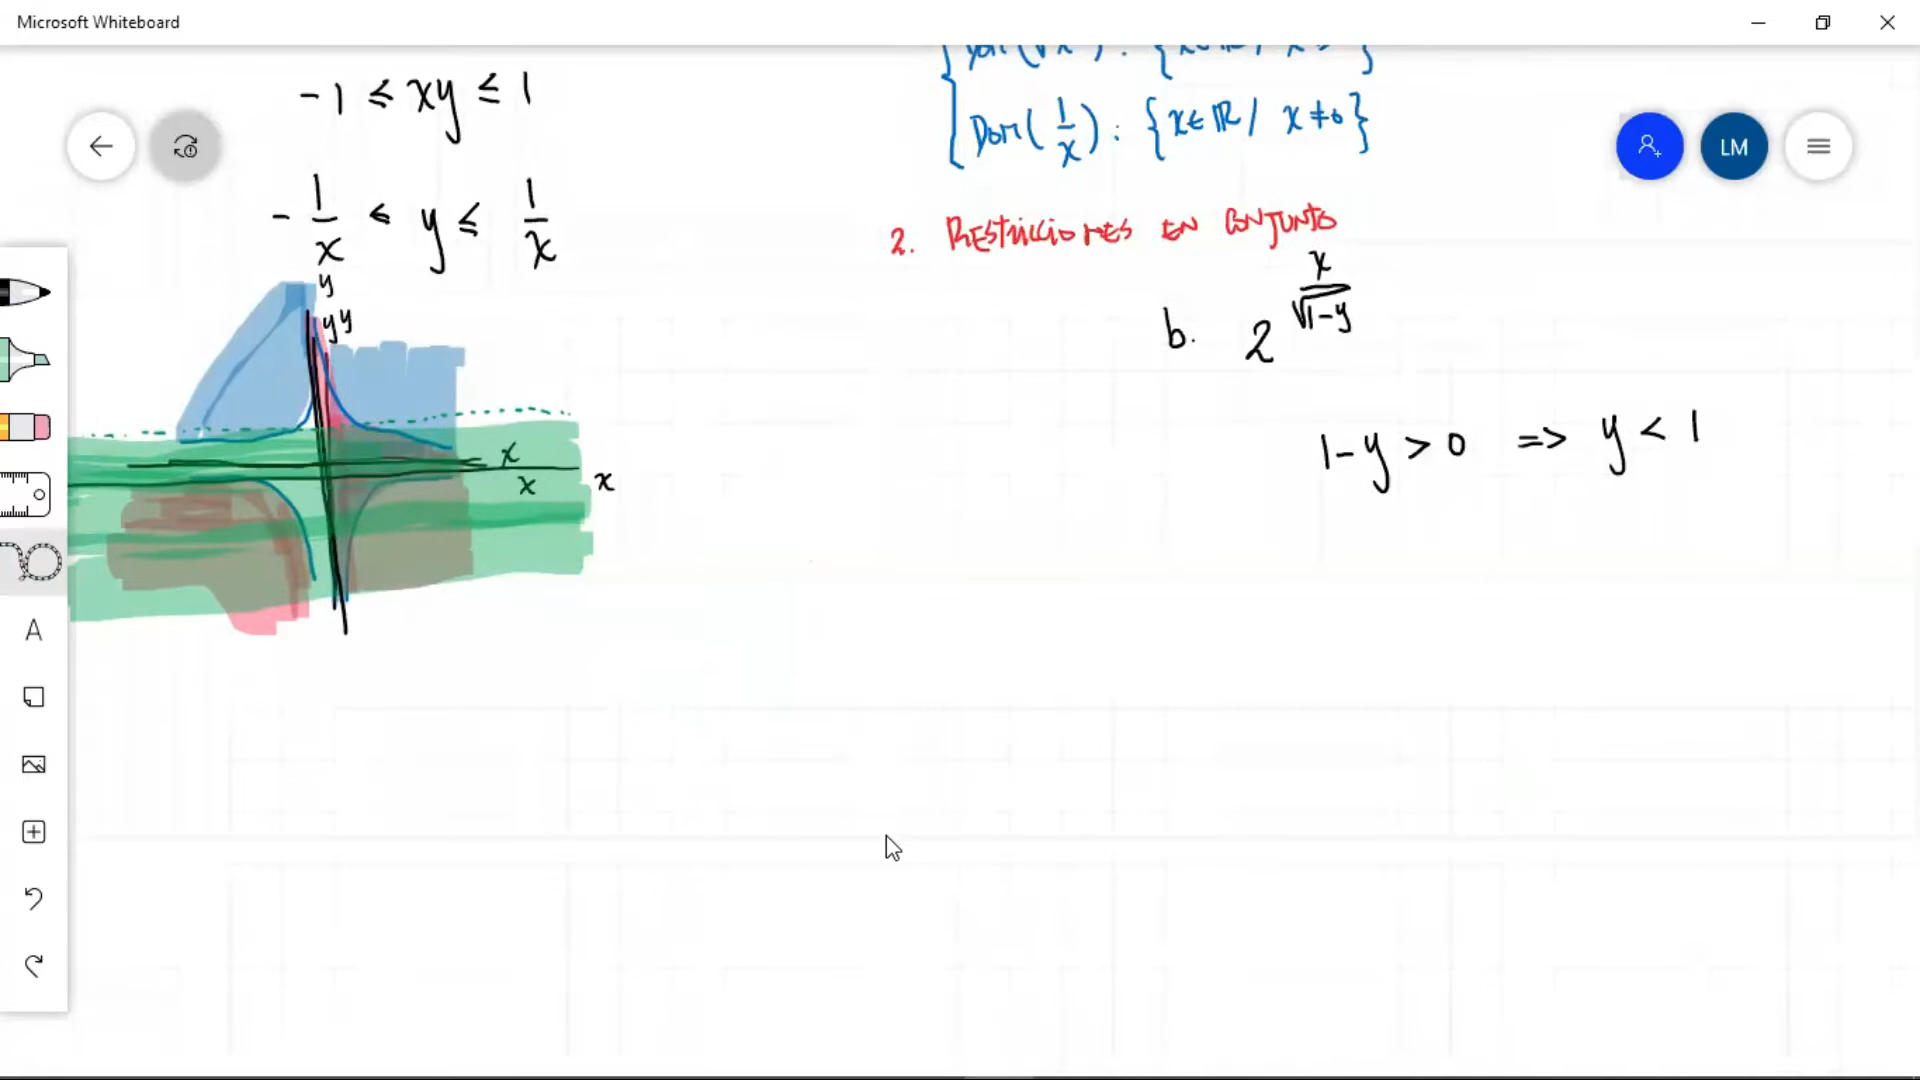 Microsoft Whiteboard
-1 ≤ xy ≤ 1
-1/x ≤ y ≤ 1/x
y
y y
x
x
x
Dom(1/x) : {x∈ℝ / x≠0}
LM
2. Restricciones en conjunto
b. 2^(x/√(1-y))
1-y > 0 => y < 1
A